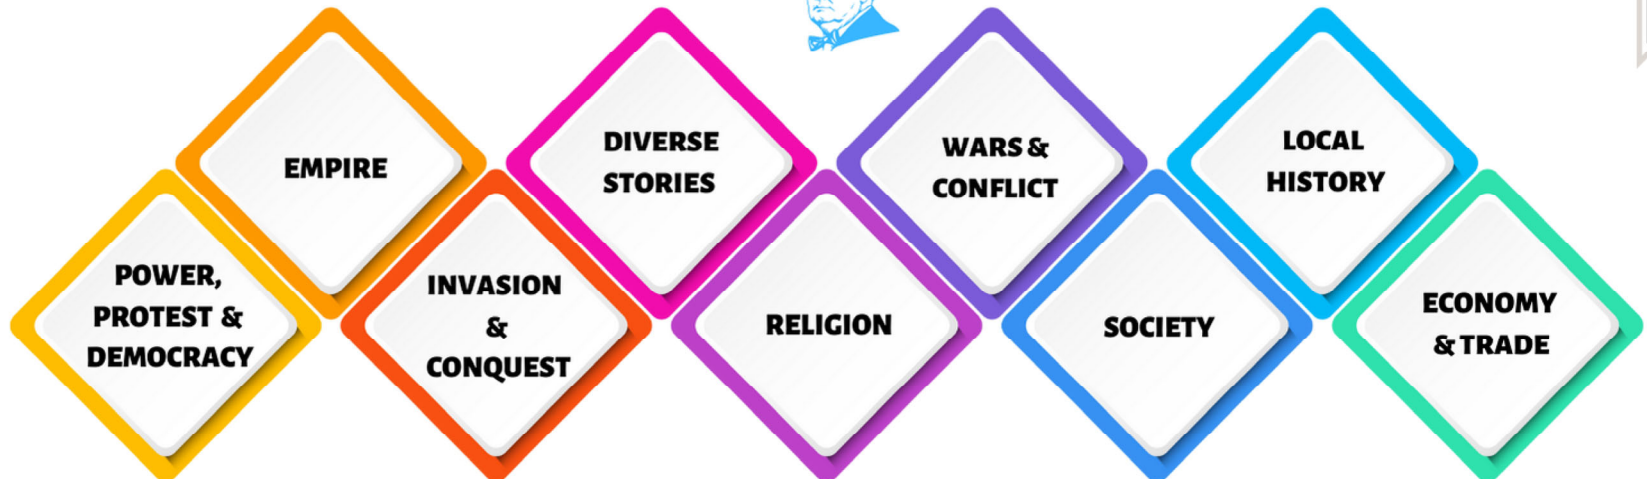 POWER,
PROTEST &
DEMOCRACY
EMPIRE
INVASION
&
CONQUEST
DIVERSE
STORIES
RELIGION
WARS &
CONFLICT
SOCIETY
LOCAL
HISTORY
ECONOMY
& TRADE